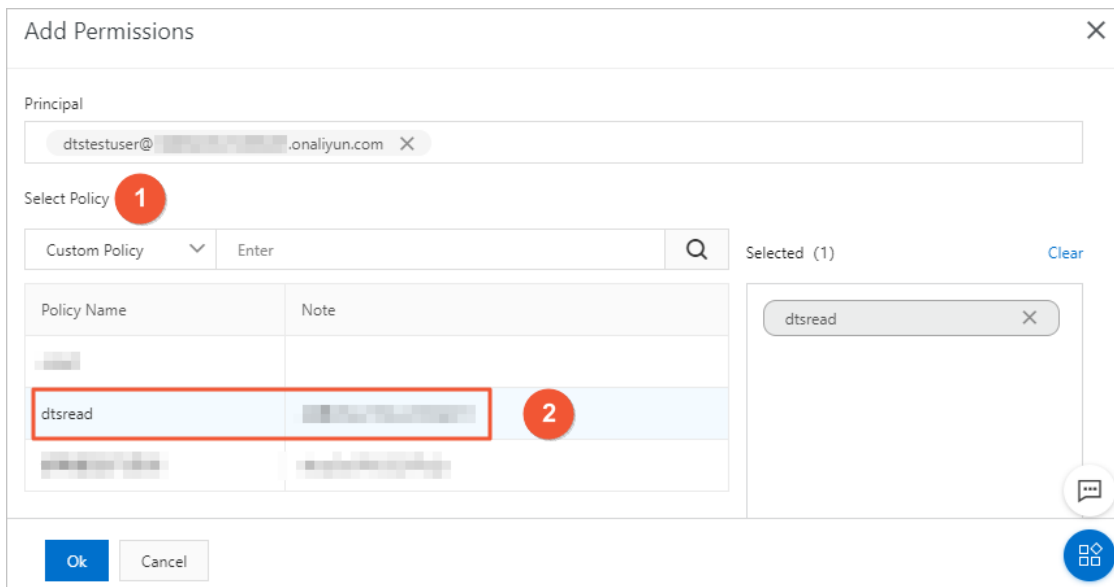 Add Permissions
Principal
dtstestuser@ .onaliyun.com
Select Policy 1
Custom Policy Enter Selected (1) Clear
Policy Name Note dtsread
dtsread 2
Ok Cancel